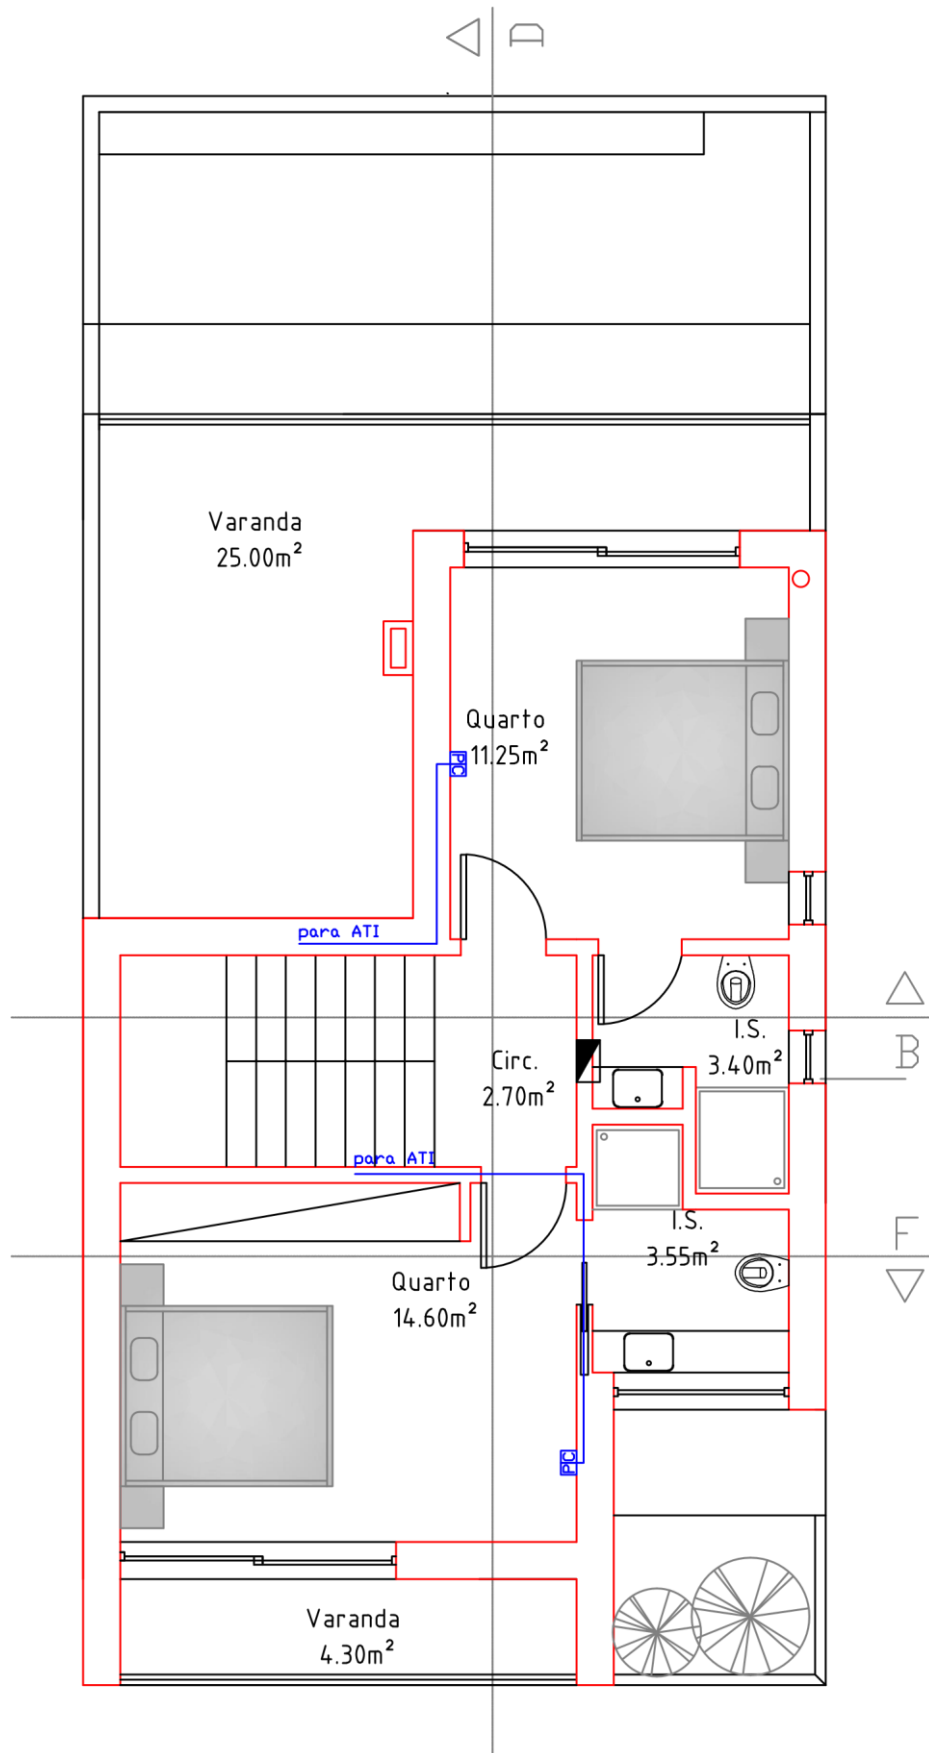 D
Varanda
25.00m²
Quarto
11.25m²
PC
para ATI
I.S.
3.40m²
B
Circ.
2.70m²
para ATI
I.S.
3.55m²
F
Quarto
14.60m²
PC
Varanda
4.30m²